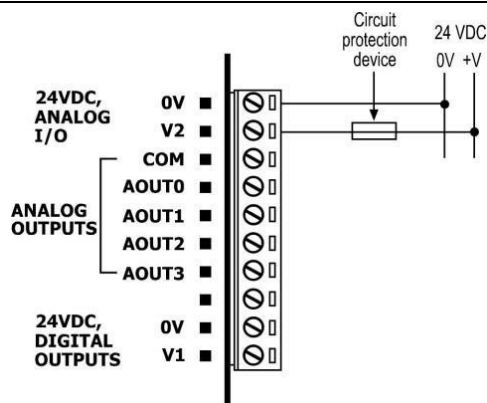 Circuit
protection
device
24 VDC
0V +V
24VDC,
ANALOG
I/O
0V
V2
COM
AOUT0
ANALOG
OUTPUTS
AOUT1
AOUT2
AOUT3
24VDC,
DIGITAL
OUTPUTS
0V
V1